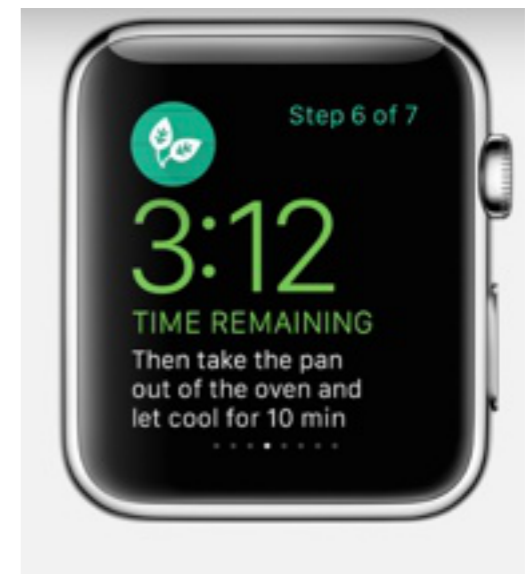 Step 6 of 7
3:12
TIME REMAINING
Then take the pan
out of the oven and
let cool for 10 min